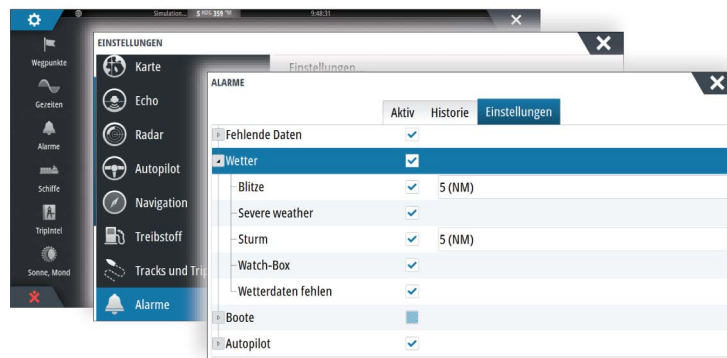 Simulation... S HDG 359 °M 9:48:31
Wegpunkte
Gezeiten
Alarme
Schiffe
TripIntel
Sonne, Mond
EINSTELLUNGEN
Karte
Echo
Radar
Autopilot
Navigation
Treibstoff
Tracks und Trip
Alarme
Einstellungen...
ALARME
Aktiv Historie Einstellungen
Fehlende Daten
Wetter
Blitze 5 (NM)
Severe weather
Sturm 5 (NM)
Watch-Box
Wetterdaten fehlen
Boote
Autopilot